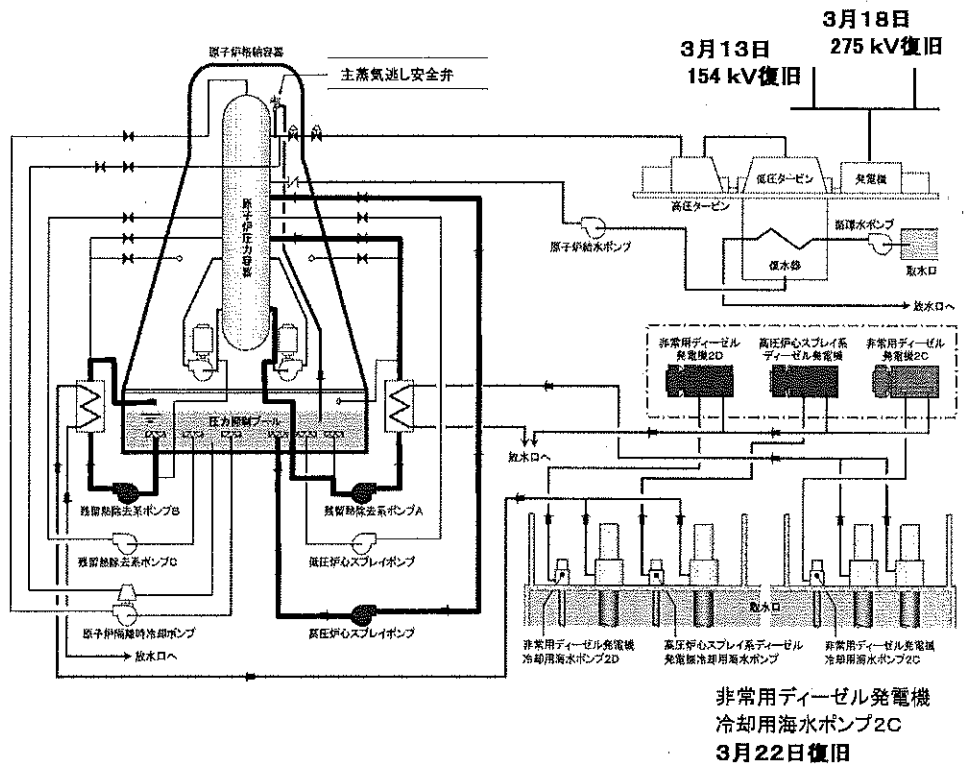 3月18日
275 kV復旧
3月13日
154 kV復旧
原子炉格納容器
主蒸気逃し安全弁
原子炉圧力容器
高圧タービン
低圧タービン
発電機
原子炉給水ポンプ
復水器
循環水ポンプ
取水口
放水口へ
非常用ディーゼル
発電機2D
高圧炉心スプレイ系
ディーゼル発電機
非常用ディーゼル
発電機2C
圧力抑制プール
放水口へ
残留熱除去系ポンプB
残留熱除去系ポンプA
残留熱除去系ポンプC
低圧炉心スプレイポンプ
原子炉隔離時冷却ポンプ
高圧炉心スプレイポンプ
放水口へ
取水口
非常用ディーゼル発電機
冷却用海水ポンプ2D
高圧炉心スプレイ系ディーゼル
発電機冷却用海水ポンプ
非常用ディーゼル発電機
冷却用海水ポンプ2C
非常用ディーゼル発電機
冷却用海水ポンプ2C
3月22日復旧